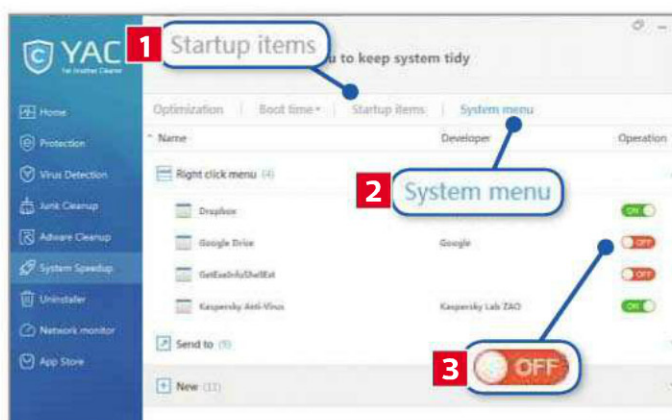 YAC
Yet Another Cleaner
1 Startup items
u to keep system tidy
Home
Protection
Virus Detection
Junk Cleanup
Adware Cleanup
System Speedup
Uninstaller
Network monitor
App Store
Optimization Boot time Startup items System menu
Name Developer Operation
Right click menu (4)
2 System menu
Dropbox ON
Google Drive Google OFF
GetExeInfoShellExt OFF
Kaspersky Anti-Virus Kaspersky Lab ZAO ON
Send to (9)
3 OFF
New (11)